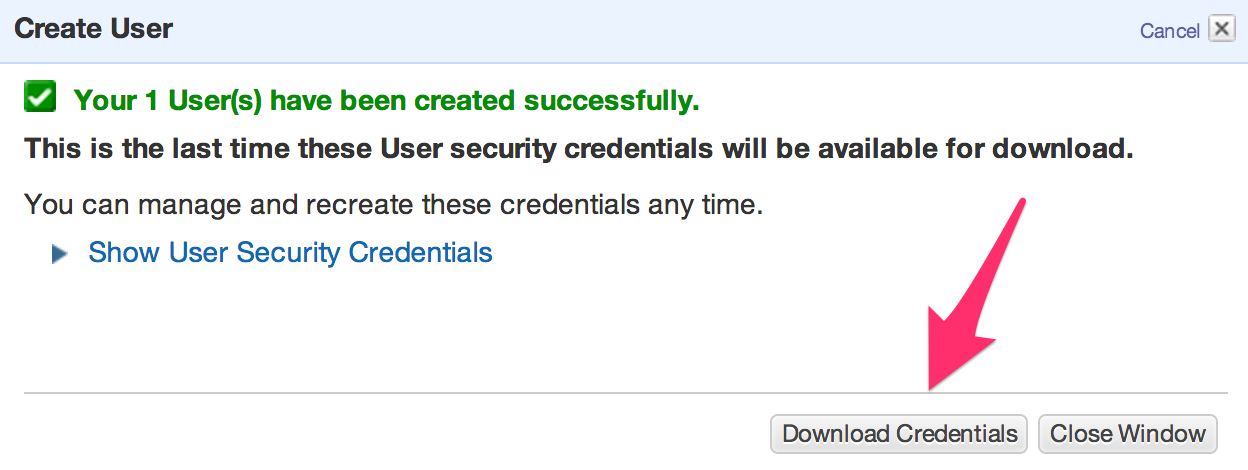 Create User
Cancel
Your 1 User(s) have been created successfully.
This is the last time these User security credentials will be available for download.
You can manage and recreate these credentials any time.
Show User Security Credentials
Download Credentials
Close Window